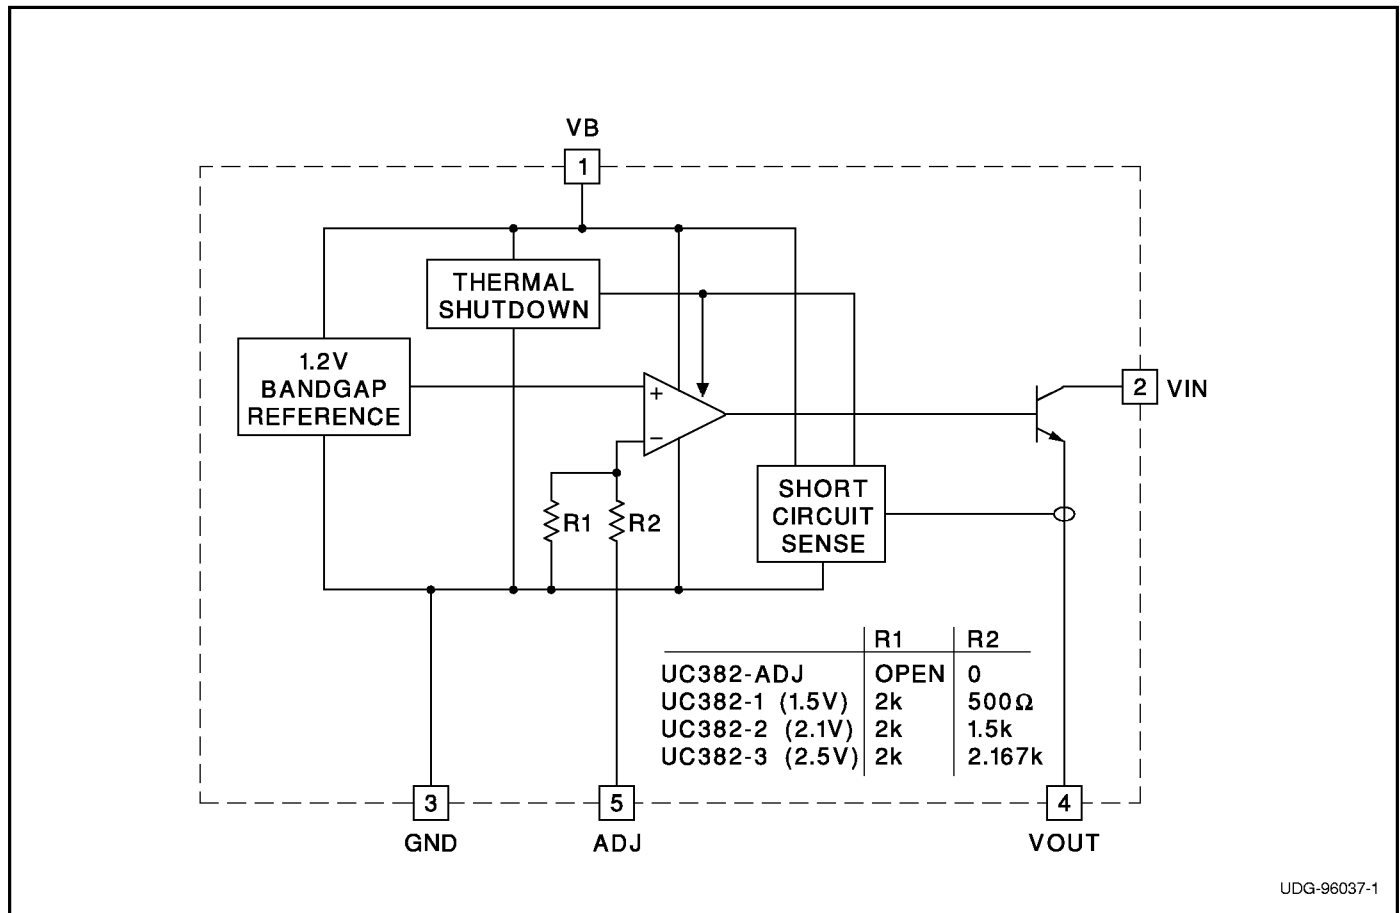 VB
1
THERMAL
SHUTDOWN
1.2V
BANDGAP
REFERENCE
+
−
2 VIN
R1
R2
SHORT
CIRCUIT
SENSE
R1 R2
UC382-ADJ OPEN 0
UC382-1 (1.5V) 2k 500Ω
UC382-2 (2.1V) 2k 1.5k
UC382-3 (2.5V) 2k 2.167k
3 5 4
GND ADJ VOUT
UDG-96037-1